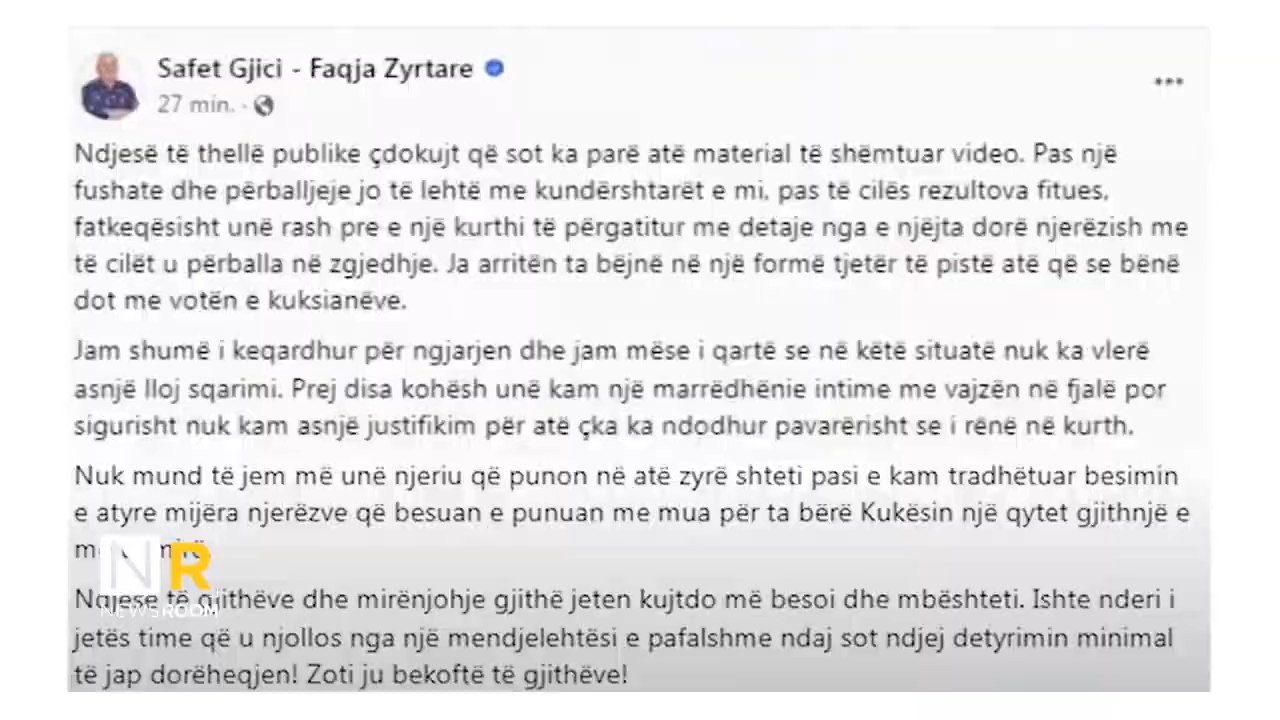 Safet Gjici - Faqja Zyrtare
27 min. ·
Ndjesë të thellë publike çdokujt që sot ka parë atë material të shëmtuar video. Pas një
fushate dhe përballjeje jo të lehtë me kundërshtarët e mi, pas të cilës rezultova fitues,
fatkeqësisht unë rash pre e një kurthi të përgatitur me detaje nga e njëjta dorë njerëzish me
të cilët u përballa në zgjedhje. Ja arritën ta bëjnë në një formë tjetër të pistë atë që se bënë
dot me votën e kuksianëve.
Jam shumë i keqardhur për ngjarjen dhe jam mëse i qartë se në këtë situatë nuk ka vlerë
asnjë lloj sqarimi. Prej disa kohësh unë kam një marrëdhënie intime me vajzën në fjalë por
sigurisht nuk kam asnjë justifikim për atë çka ka ndodhur pavarërisht se i rënë në kurth.
Nuk mund të jem më unë njeriu që punon në atë zyrë shteti pasi e kam tradhëtuar besimin
e atyre mijëra njerëzve që besuan e punuan me mua për ta bërë Kukësin një qytet gjithnjë e
NR
NEWSROOM
Ndjesë të gjithëve dhe mirënjohje gjithë jeten kujtdo më besoi dhe mbështeti. Ishte nderi i
jetës time që u njollos nga një mendjelehtësi e pafalshme ndaj sot ndjej detyrimin minimal
të jap dorëheqjen! Zoti ju bekoftë të gjithëve!